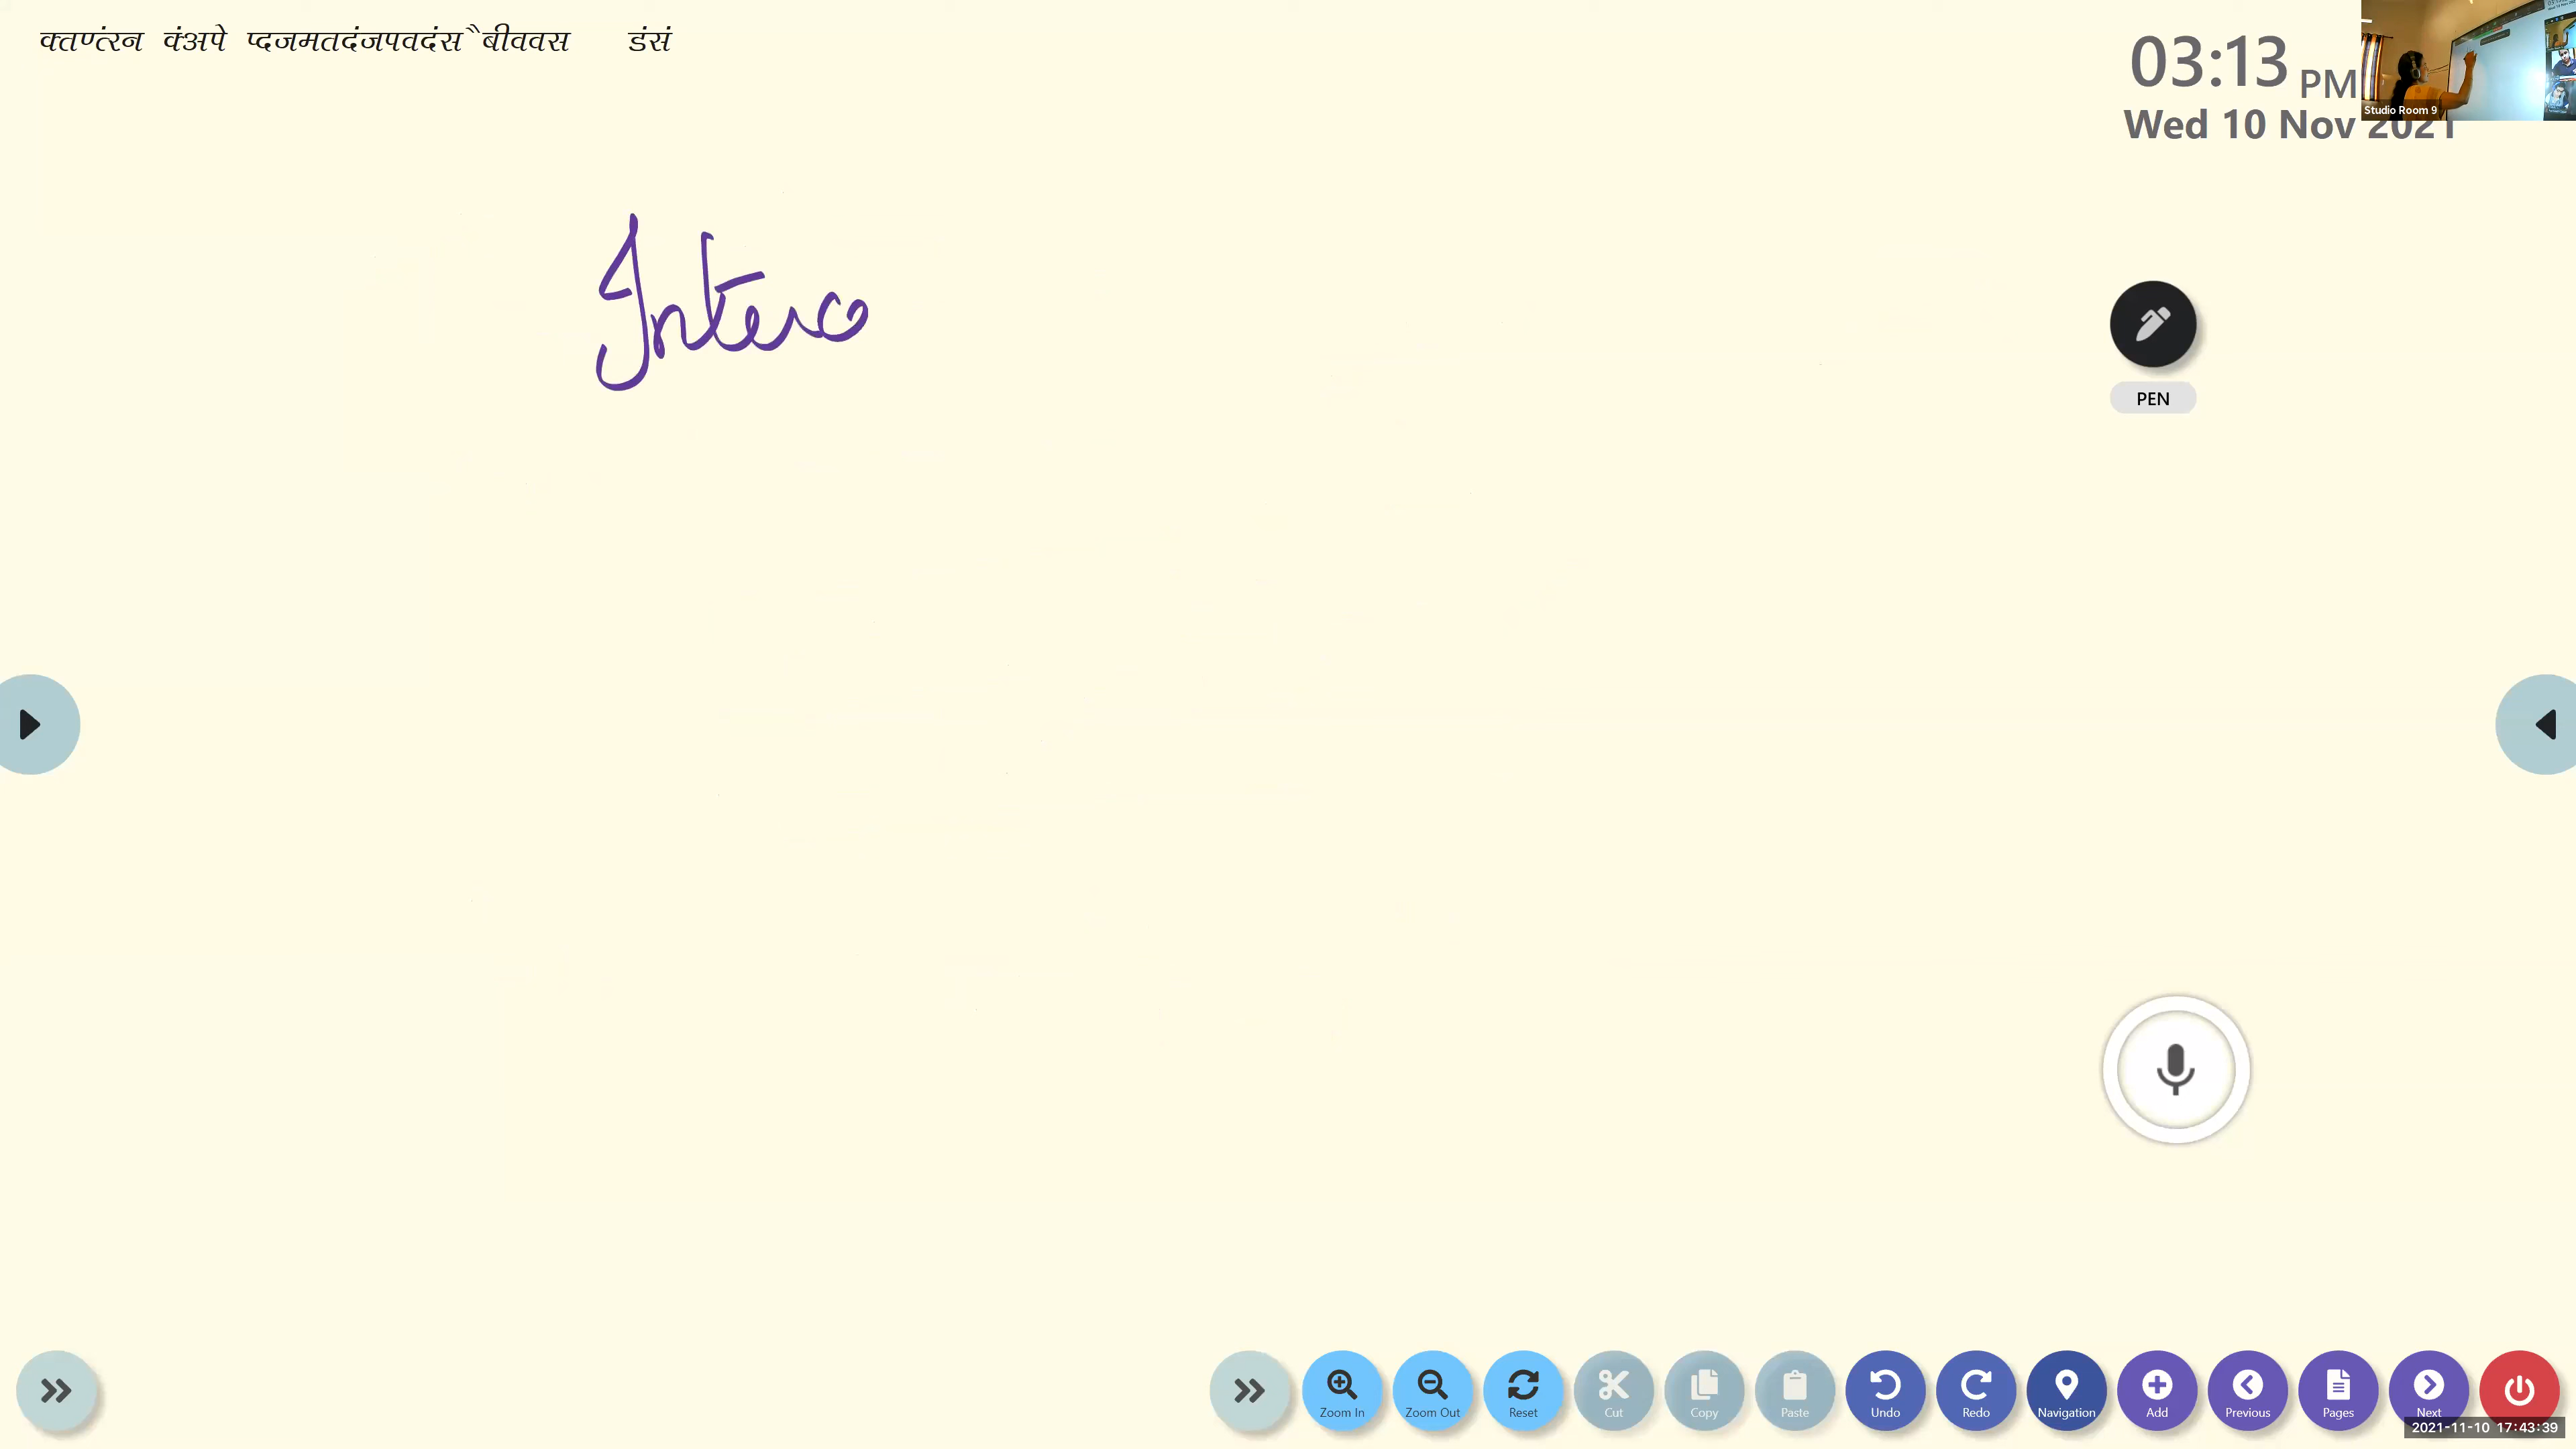 क्तण्तंरन कंअपे प्दजमतदंजपवदंस ैबीववस डंसं
03:13 PM
Wed 10 Nov 2021
Studio Room 9
Intero
PEN
Zoom In Zoom Out Reset Cut Copy Paste Undo Redo Navigation Add Previous Pages Next
2021-11-10 17:43:39